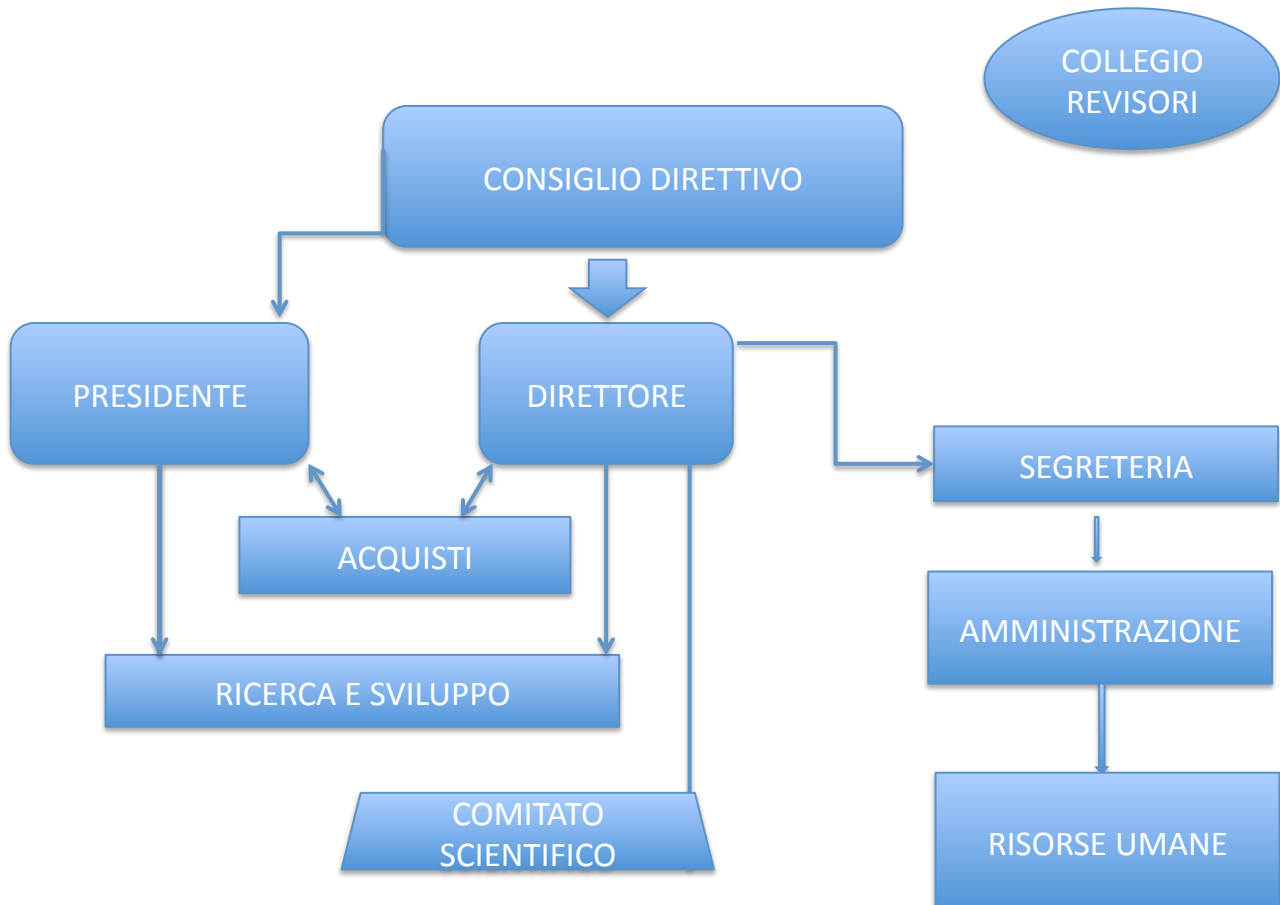 COLLEGIO
REVISORI
CONSIGLIO DIRETTIVO
PRESIDENTE
DIRETTORE
SEGRETERIA
ACQUISTI
AMMINISTRAZIONE
RICERCA E SVILUPPO
COMITATO
SCIENTIFICO
RISORSE UMANE